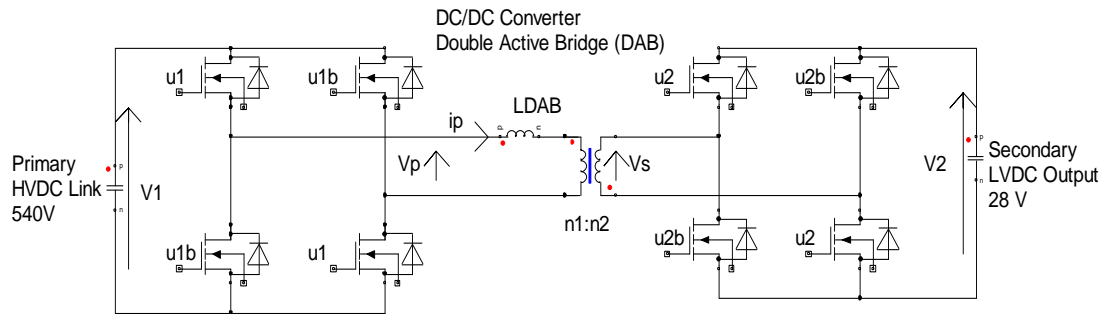 DC/DC Converter
Double Active Bridge (DAB)
u1
u1b
u2
u2b
LDAB
ip
p
n
Primary
HVDC Link
540V
p
n
V1
Vp
Vs
V2
p
n
Secondary
LVDC Output
28 V
n1:n2
u1b
u1
u2b
u2